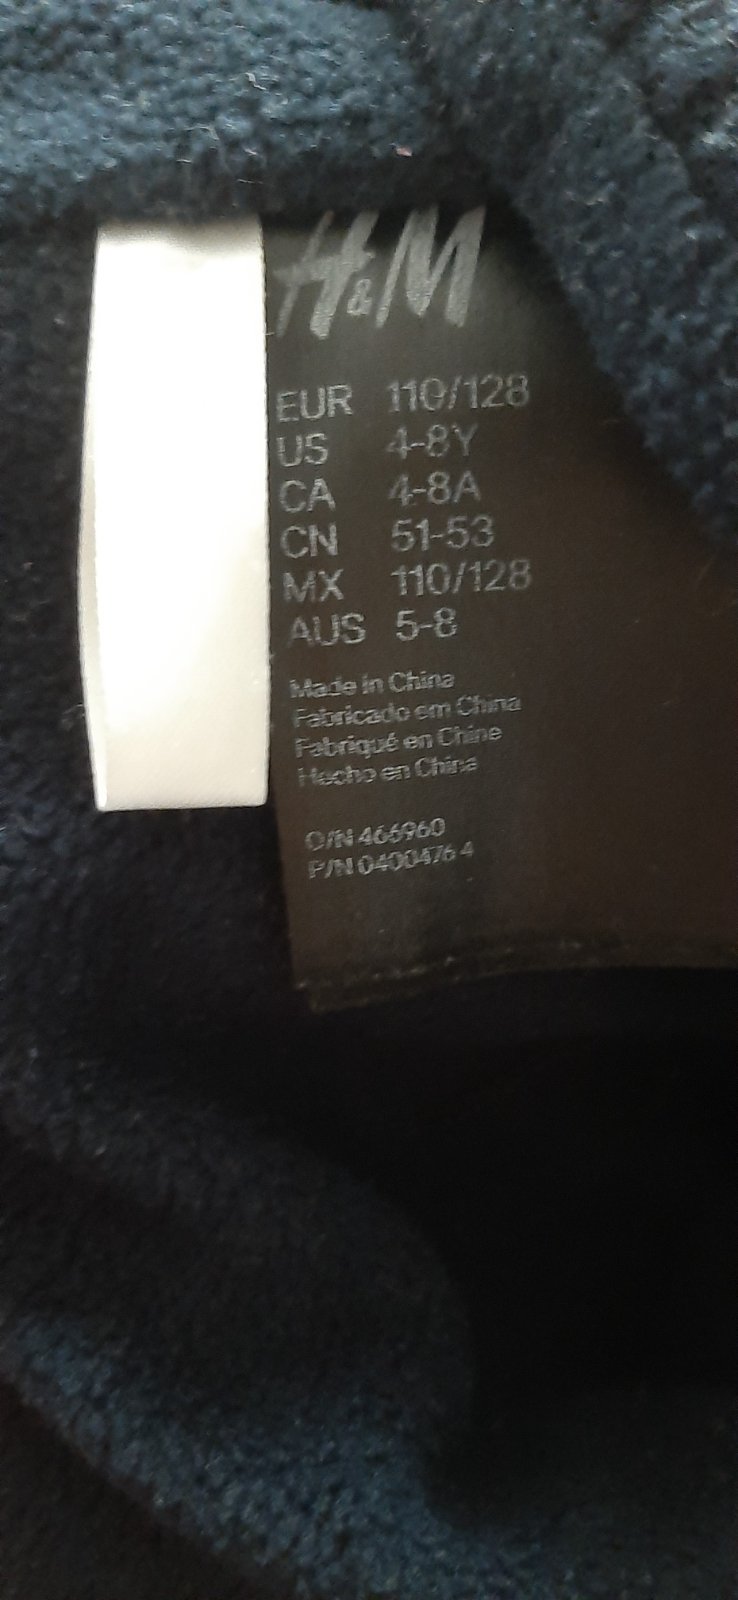 H&M
EUR 110/128
US 4-8Y
CA 4-8A
CN 51-53
MX 110/128
AUS 5-8
Made in China
Fabricado em China
Fabriqué en Chine
Hecho en China
O/N 466960
P/N 0400476 4